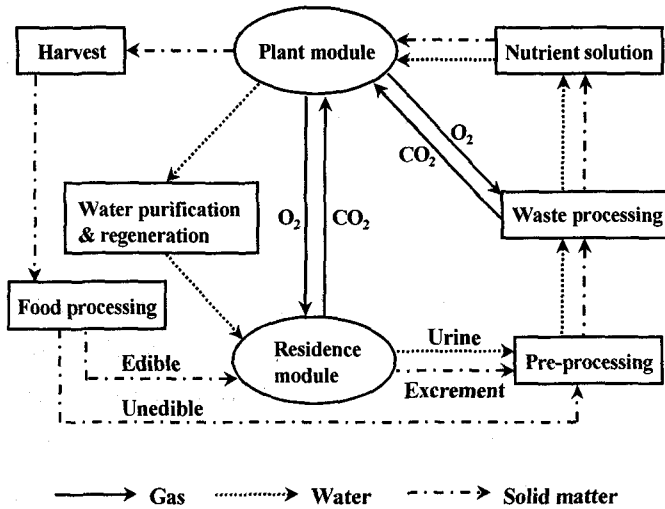 Harvest
Plant module
Nutrient solution
O2
CO2
Water purification
& regeneration
O2
CO2
Waste processing
Food processing
Residence
module
Urine
Pre-processing
Edible
Excrement
Unedible
Gas
Water
Solid matter